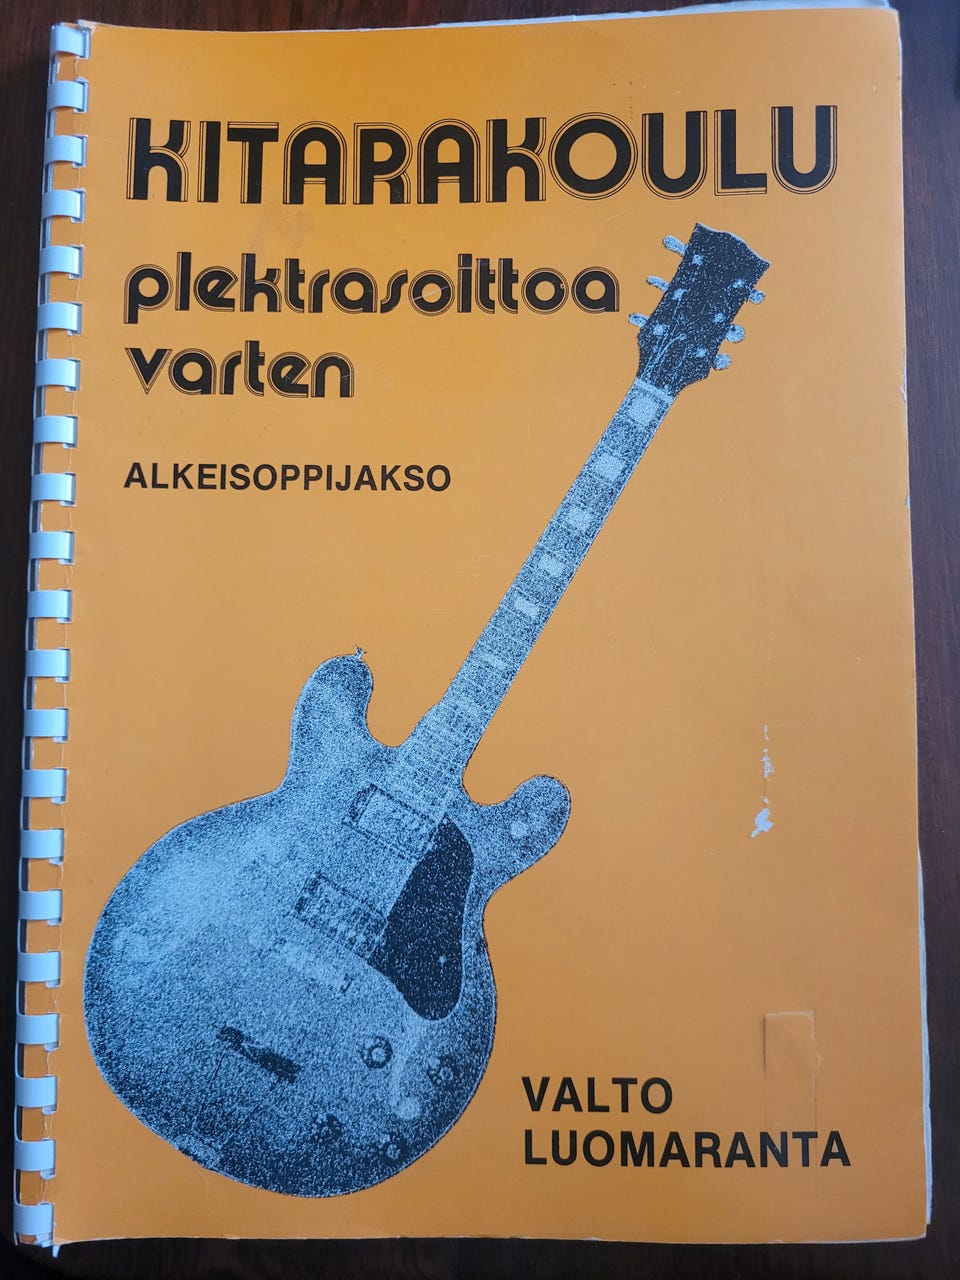 KITARAKOULU
plektrasoittoa
varten
ALKEISOPPIJAKSO
VALTO
LUOMARANTA